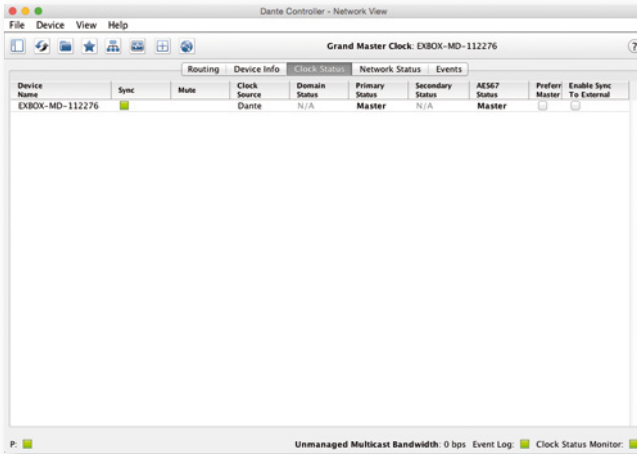 Dante Controller - Network View
File Device View Help
Grand Master Clock: EXBOX-MD-112276
?
Routing Device Info Clock Status Network Status Events
Device Name Sync Mute Clock Source Domain Status Primary Status Secondary Status AES67 Status Preferr Master Enable Sync To External
EXBOX-MD-112276 Dante N/A Master N/A Master
P: Unmanaged Multicast Bandwidth: 0 bps Event Log: Clock Status Monitor: